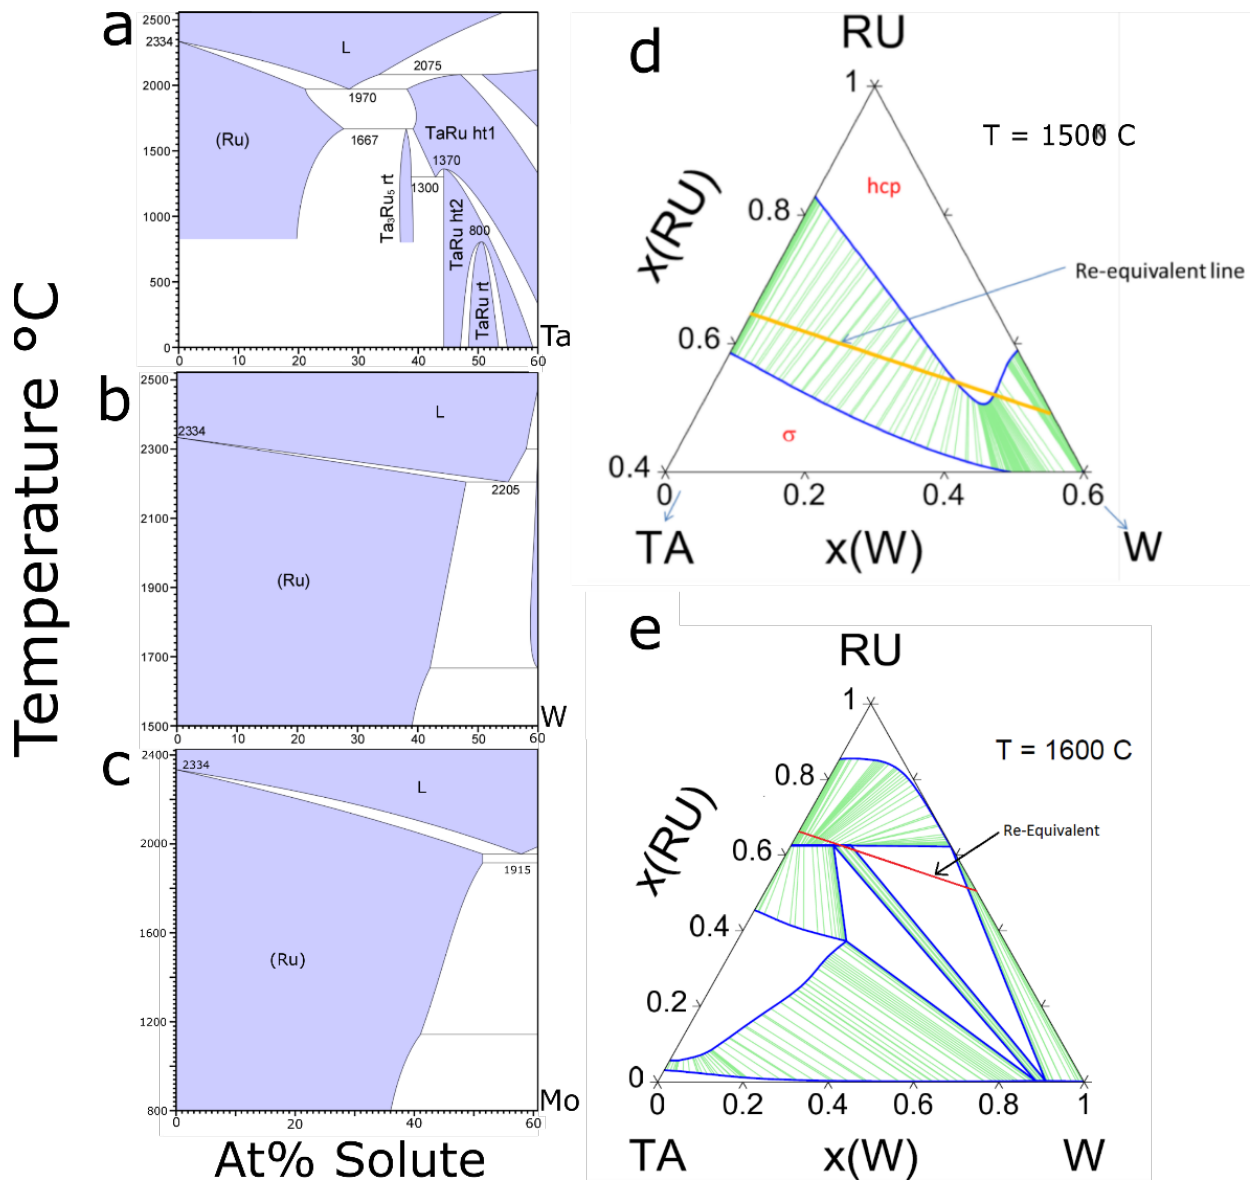 Temperature °C
a
2500
2334
2000
1500
1000
500
0
L
2075
1970
(Ru)
1667
TaRu ht1
1370
1300
Ta₃Ru₅ rt
TaRu ht2
800
TaRu rt
Ta
0 10 20 30 40 50 60
b
2500
2300
2100
1900
1700
1500
2334
L
2205
(Ru)
W
0 10 20 30 40 50 60
c
2400
2000
1600
1200
800
2334
L
1915
(Ru)
Mo
0 20 40 60
At% Solute
d
RU
1
T = 1500 C
hcp
0.8
x(RU)
Re-equivalent line
0.6
σ
0.4
0 0.2 0.4 0.6
TA x(W) W
e
RU
1
T = 1600 C
0.8
x(RU)
Re-Equivalent
0.6
0.4
0.2
0
0 0.2 0.4 0.6 0.8 1
TA x(W) W